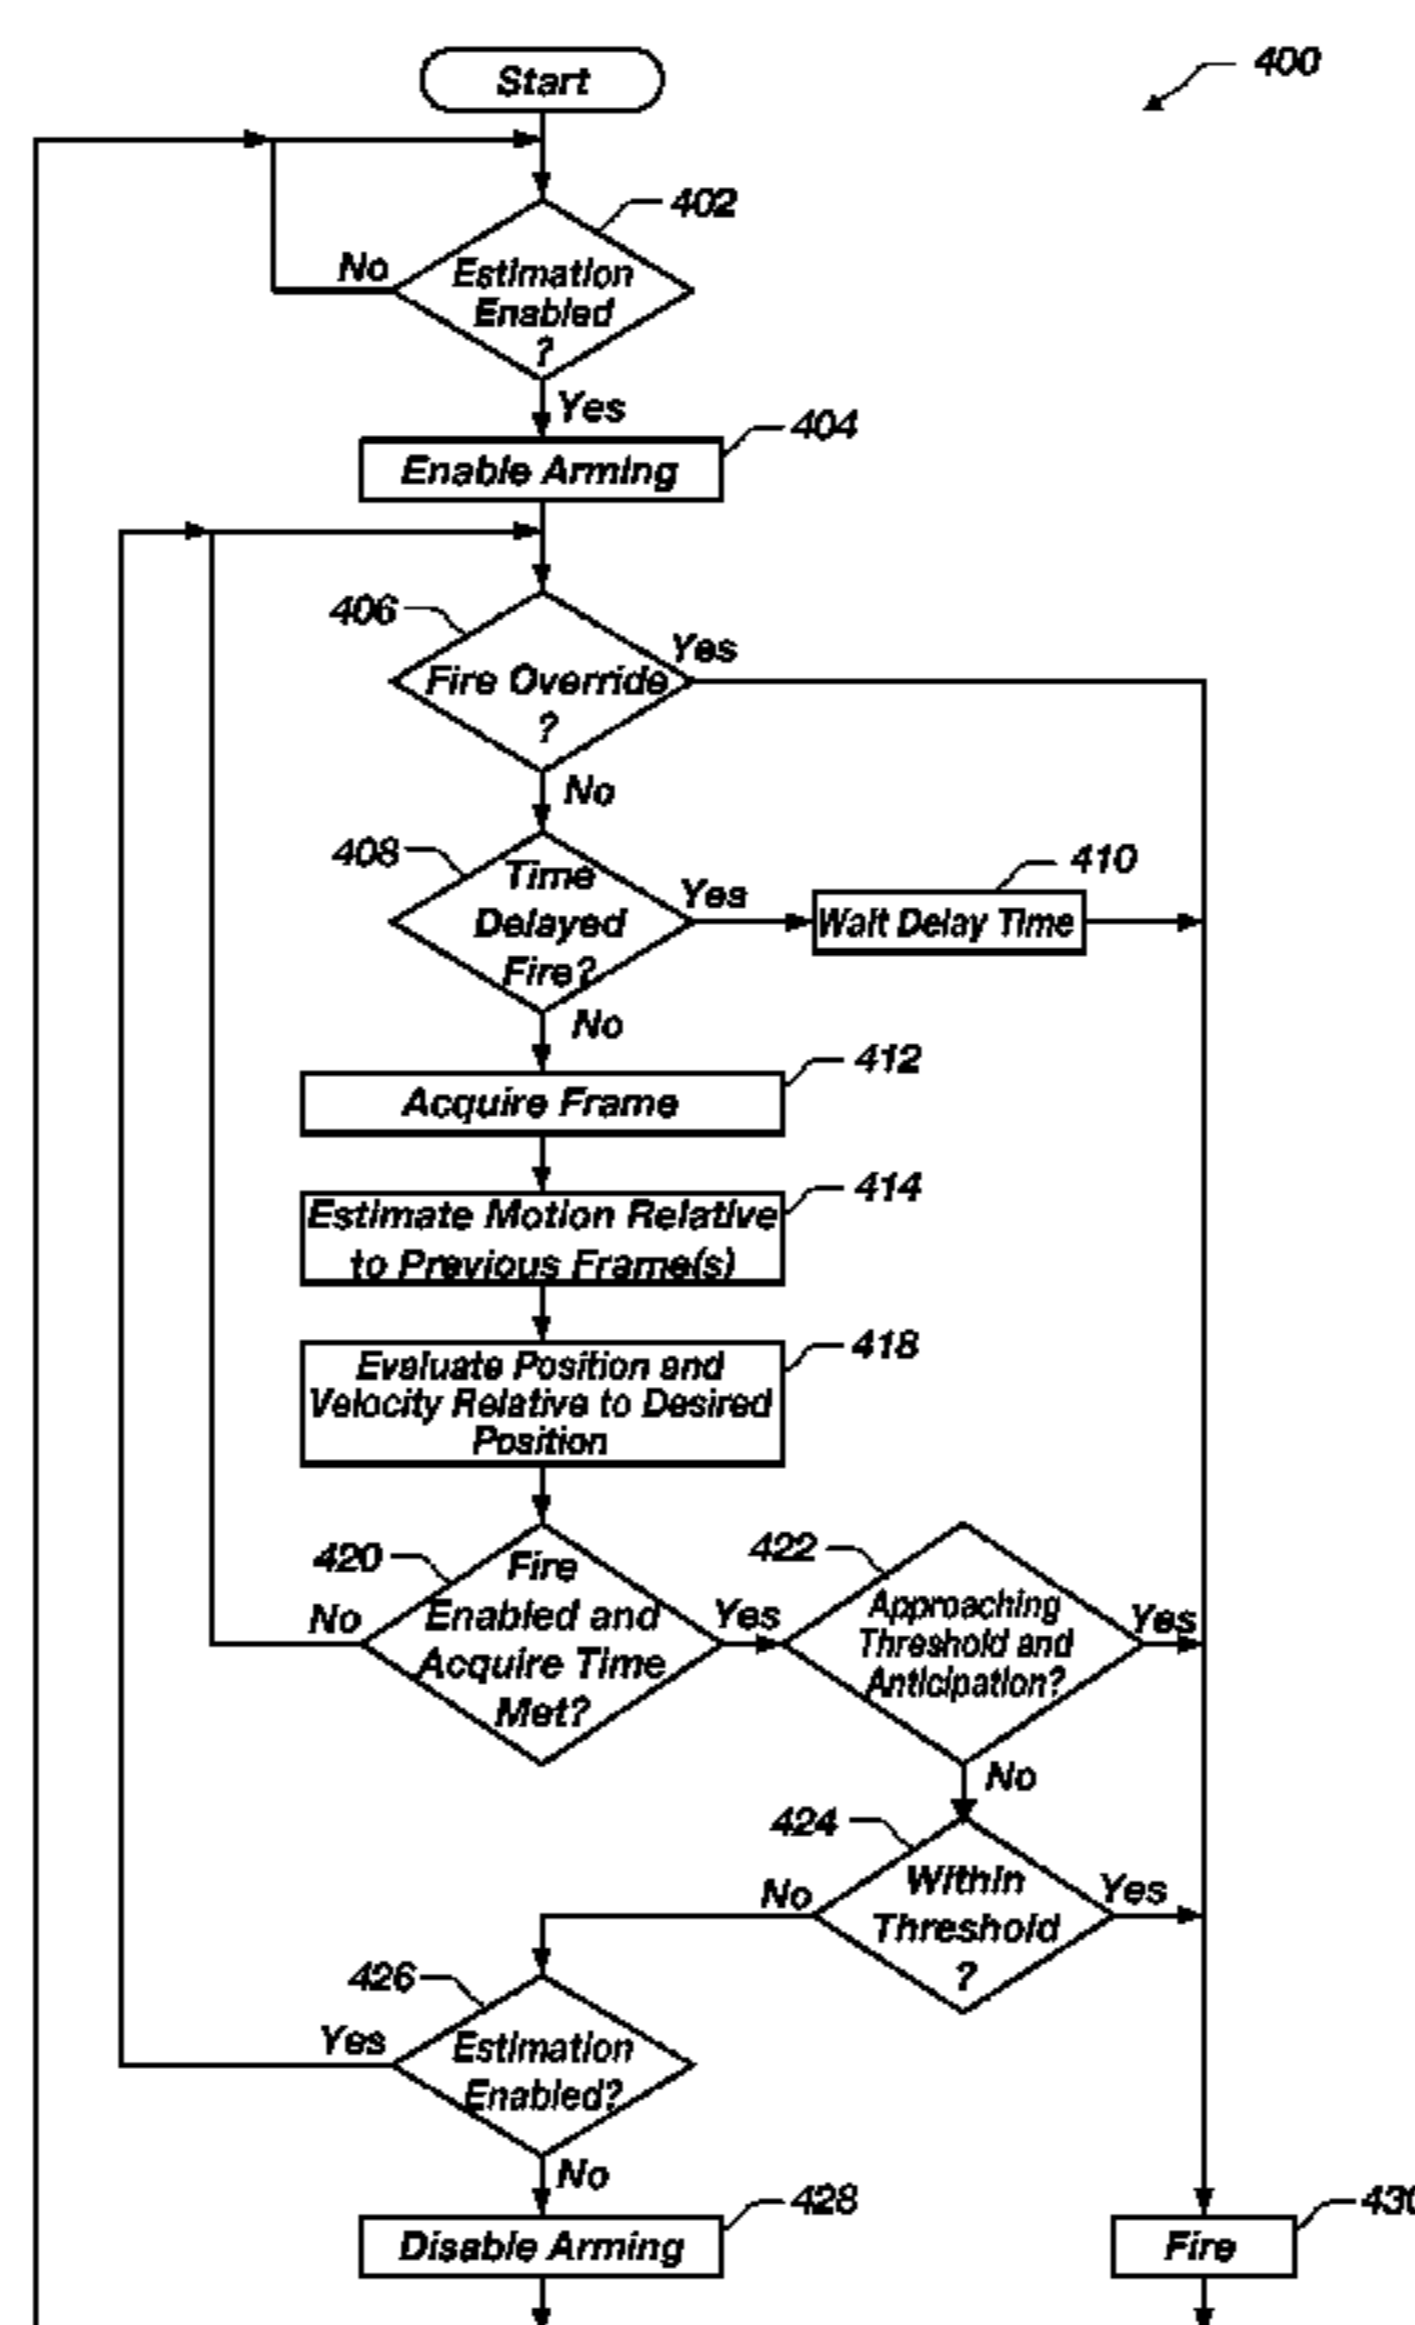 Start
400
402
No
Estimation
Enabled
?
Yes
404
Enable Arming
406
Yes
Fire Override
?
No
408
Time
Delayed
Fire?
Yes
410
Wait Delay Time
No
412
Acquire Frame
414
Estimate Motion Relative
to Previous Frame(s)
418
Evaluate Position and
Velocity Relative to Desired
Position
420
No
Fire
Enabled and
Acquire Time
Met?
Yes
422
Approaching
Threshold and
Anticipation?
Yes
No
424
No
Within
Threshold
?
Yes
426
Yes
Estimation
Enabled?
No
428
Disable Arming
430
Fire